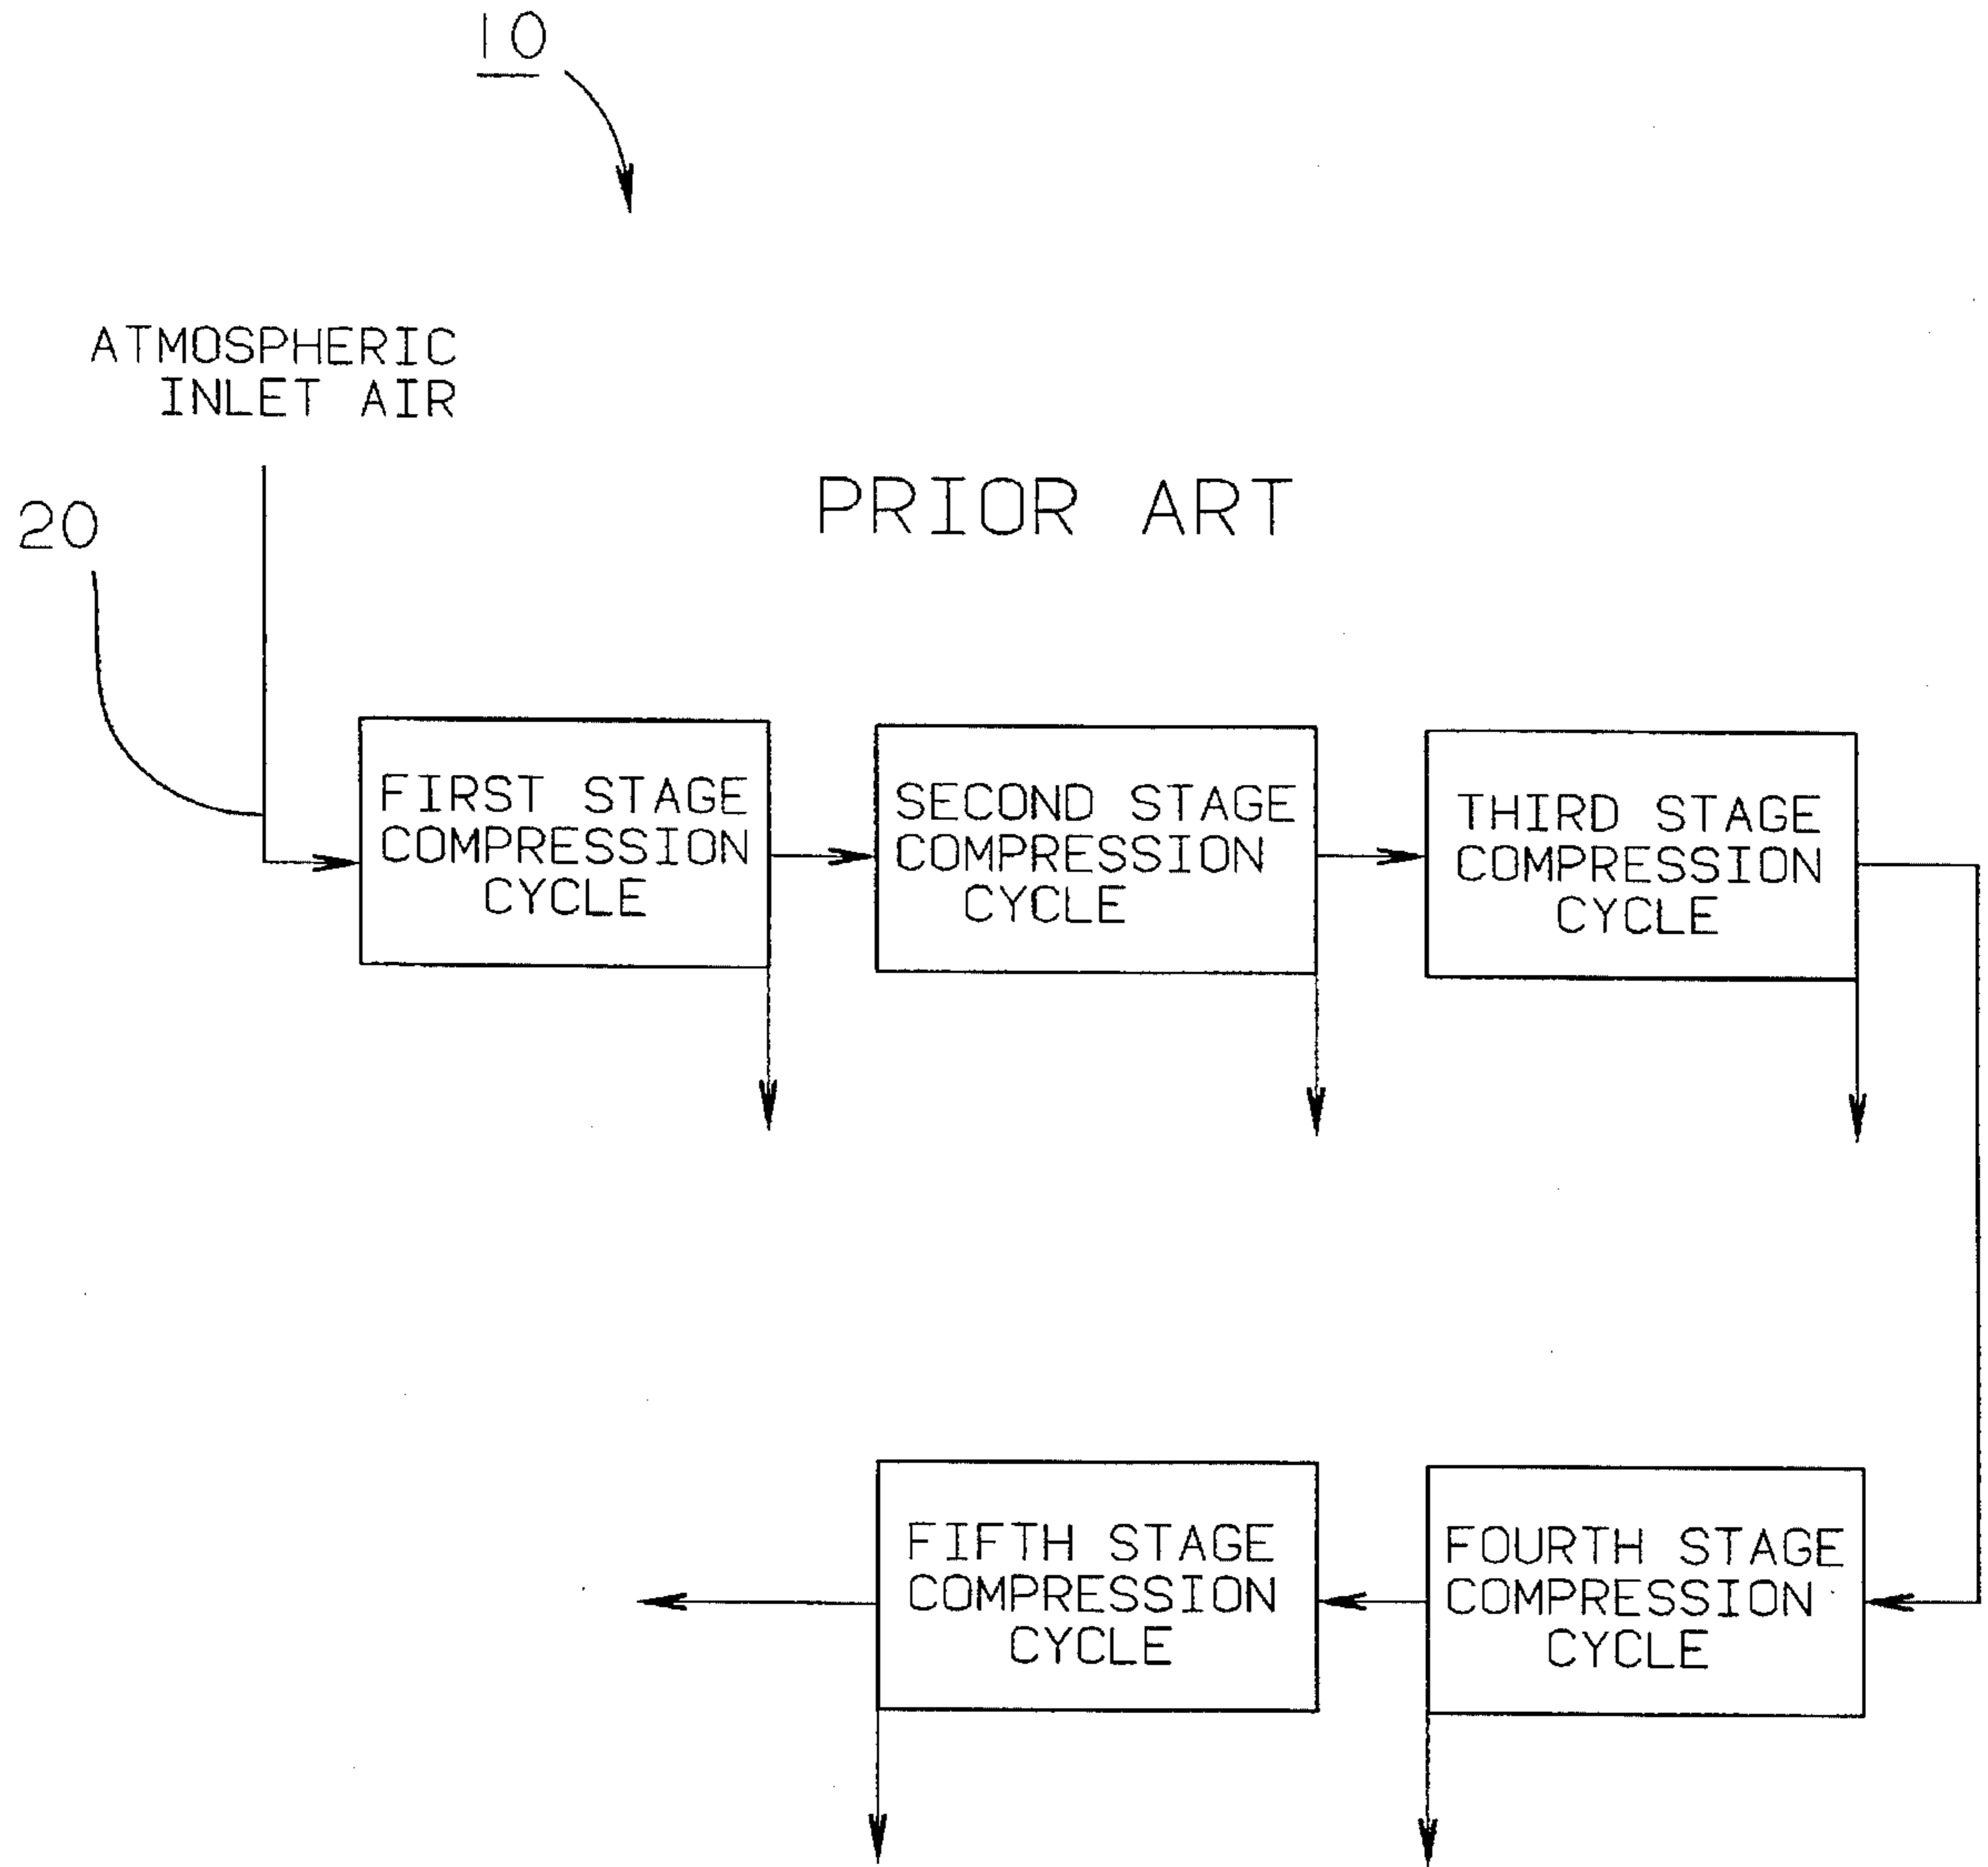 10
ATMOSPHERIC
INLET AIR
20
PRIOR ART
FIRST STAGE
COMPRESSION
CYCLE
SECOND STAGE
COMPRESSION
CYCLE
THIRD STAGE
COMPRESSION
CYCLE
FIFTH STAGE
COMPRESSION
CYCLE
FOURTH STAGE
COMPRESSION
CYCLE